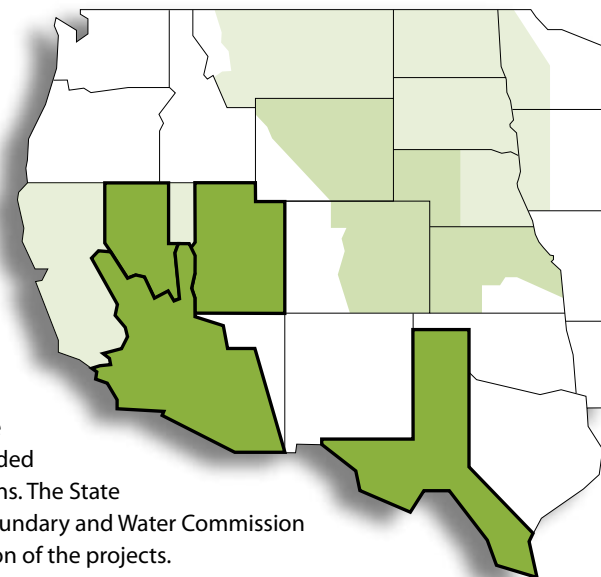 ded
ns. The State
undary and Water Commission
on of the projects.